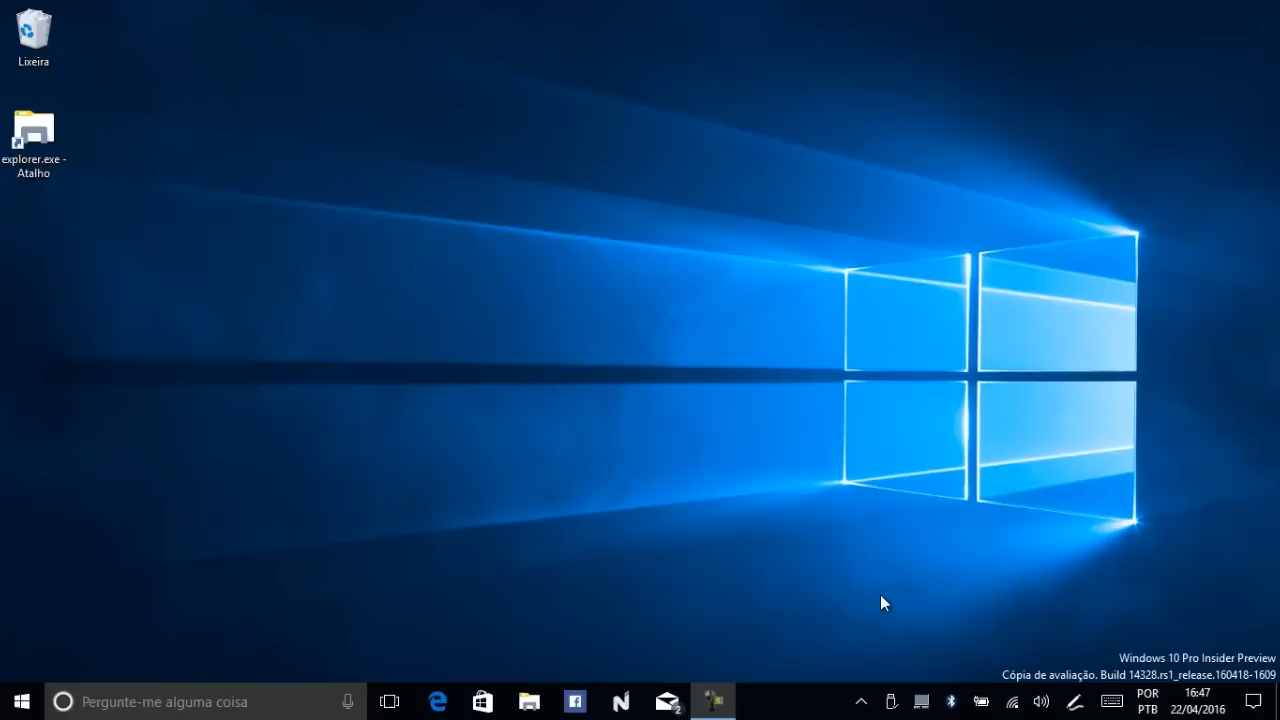 Lixeira
explorer.exe -
Atalho
Windows 10 Pro Insider Preview
Cópia de avaliação. Build 14328.rs1_release.160418-1609
Pergunte-me alguma coisa
2
POR
PTB
16:47
22/04/2016